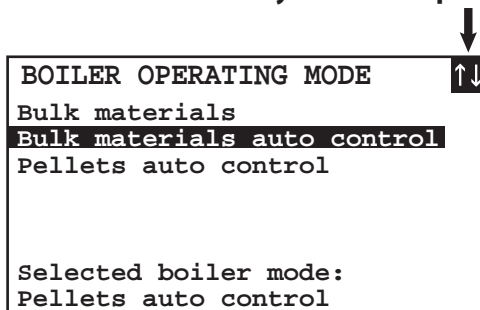 BOILER OPERATING MODE ↑↓
Bulk materials
Bulk materials auto control
Pellets auto control
Selected boiler mode:
Pellets auto control